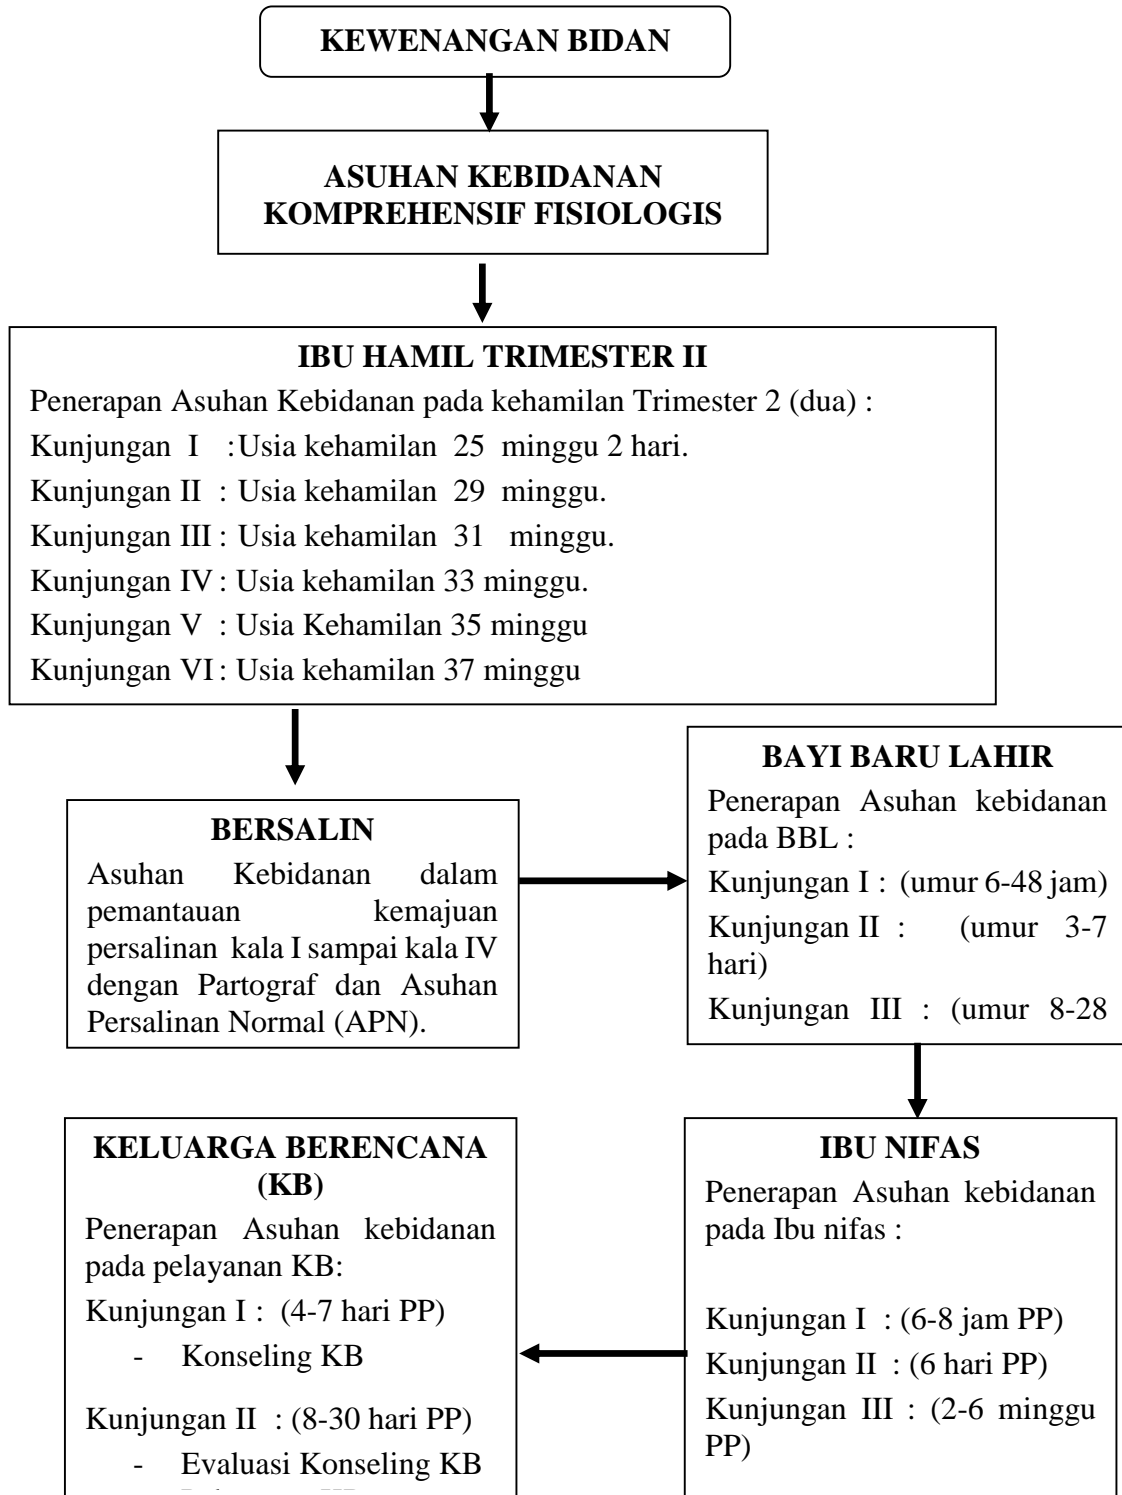 KEWENANGAN BIDAN
ASUHAN KEBIDANAN
KOMPREHENSIF FISIOLOGIS
IBU HAMIL TRIMESTER II
Penerapan Asuhan Kebidanan pada kehamilan Trimester 2 (dua) :
Kunjungan I : Usia kehamilan 25 minggu 2 hari.
Kunjungan II : Usia kehamilan 29 minggu.
Kunjungan III : Usia kehamilan 31 minggu.
Kunjungan IV : Usia kehamilan 33 minggu.
Kunjungan V : Usia Kehamilan 35 minggu
Kunjungan VI : Usia kehamilan 37 minggu
BERSALIN
Asuhan Kebidanan dalam
pemantauan kemajuan
persalinan kala I sampai kala IV
dengan Partograf dan Asuhan
Persalinan Normal (APN).
BAYI BARU LAHIR
Penerapan Asuhan kebidanan
pada BBL :
Kunjungan I : (umur 6-48 jam)
Kunjungan II : (umur 3-7
hari)
Kunjungan III : (umur 8-28
IBU NIFAS
Penerapan Asuhan kebidanan
pada Ibu nifas :
Kunjungan I : (6-8 jam PP)
Kunjungan II : (6 hari PP)
Kunjungan III : (2-6 minggu
PP)
KELUARGA BERENCANA
(KB)
Penerapan Asuhan kebidanan
pada pelayanan KB:
Kunjungan I : (4-7 hari PP)
- Konseling KB
Kunjungan II : (8-30 hari PP)
- Evaluasi Konseling KB